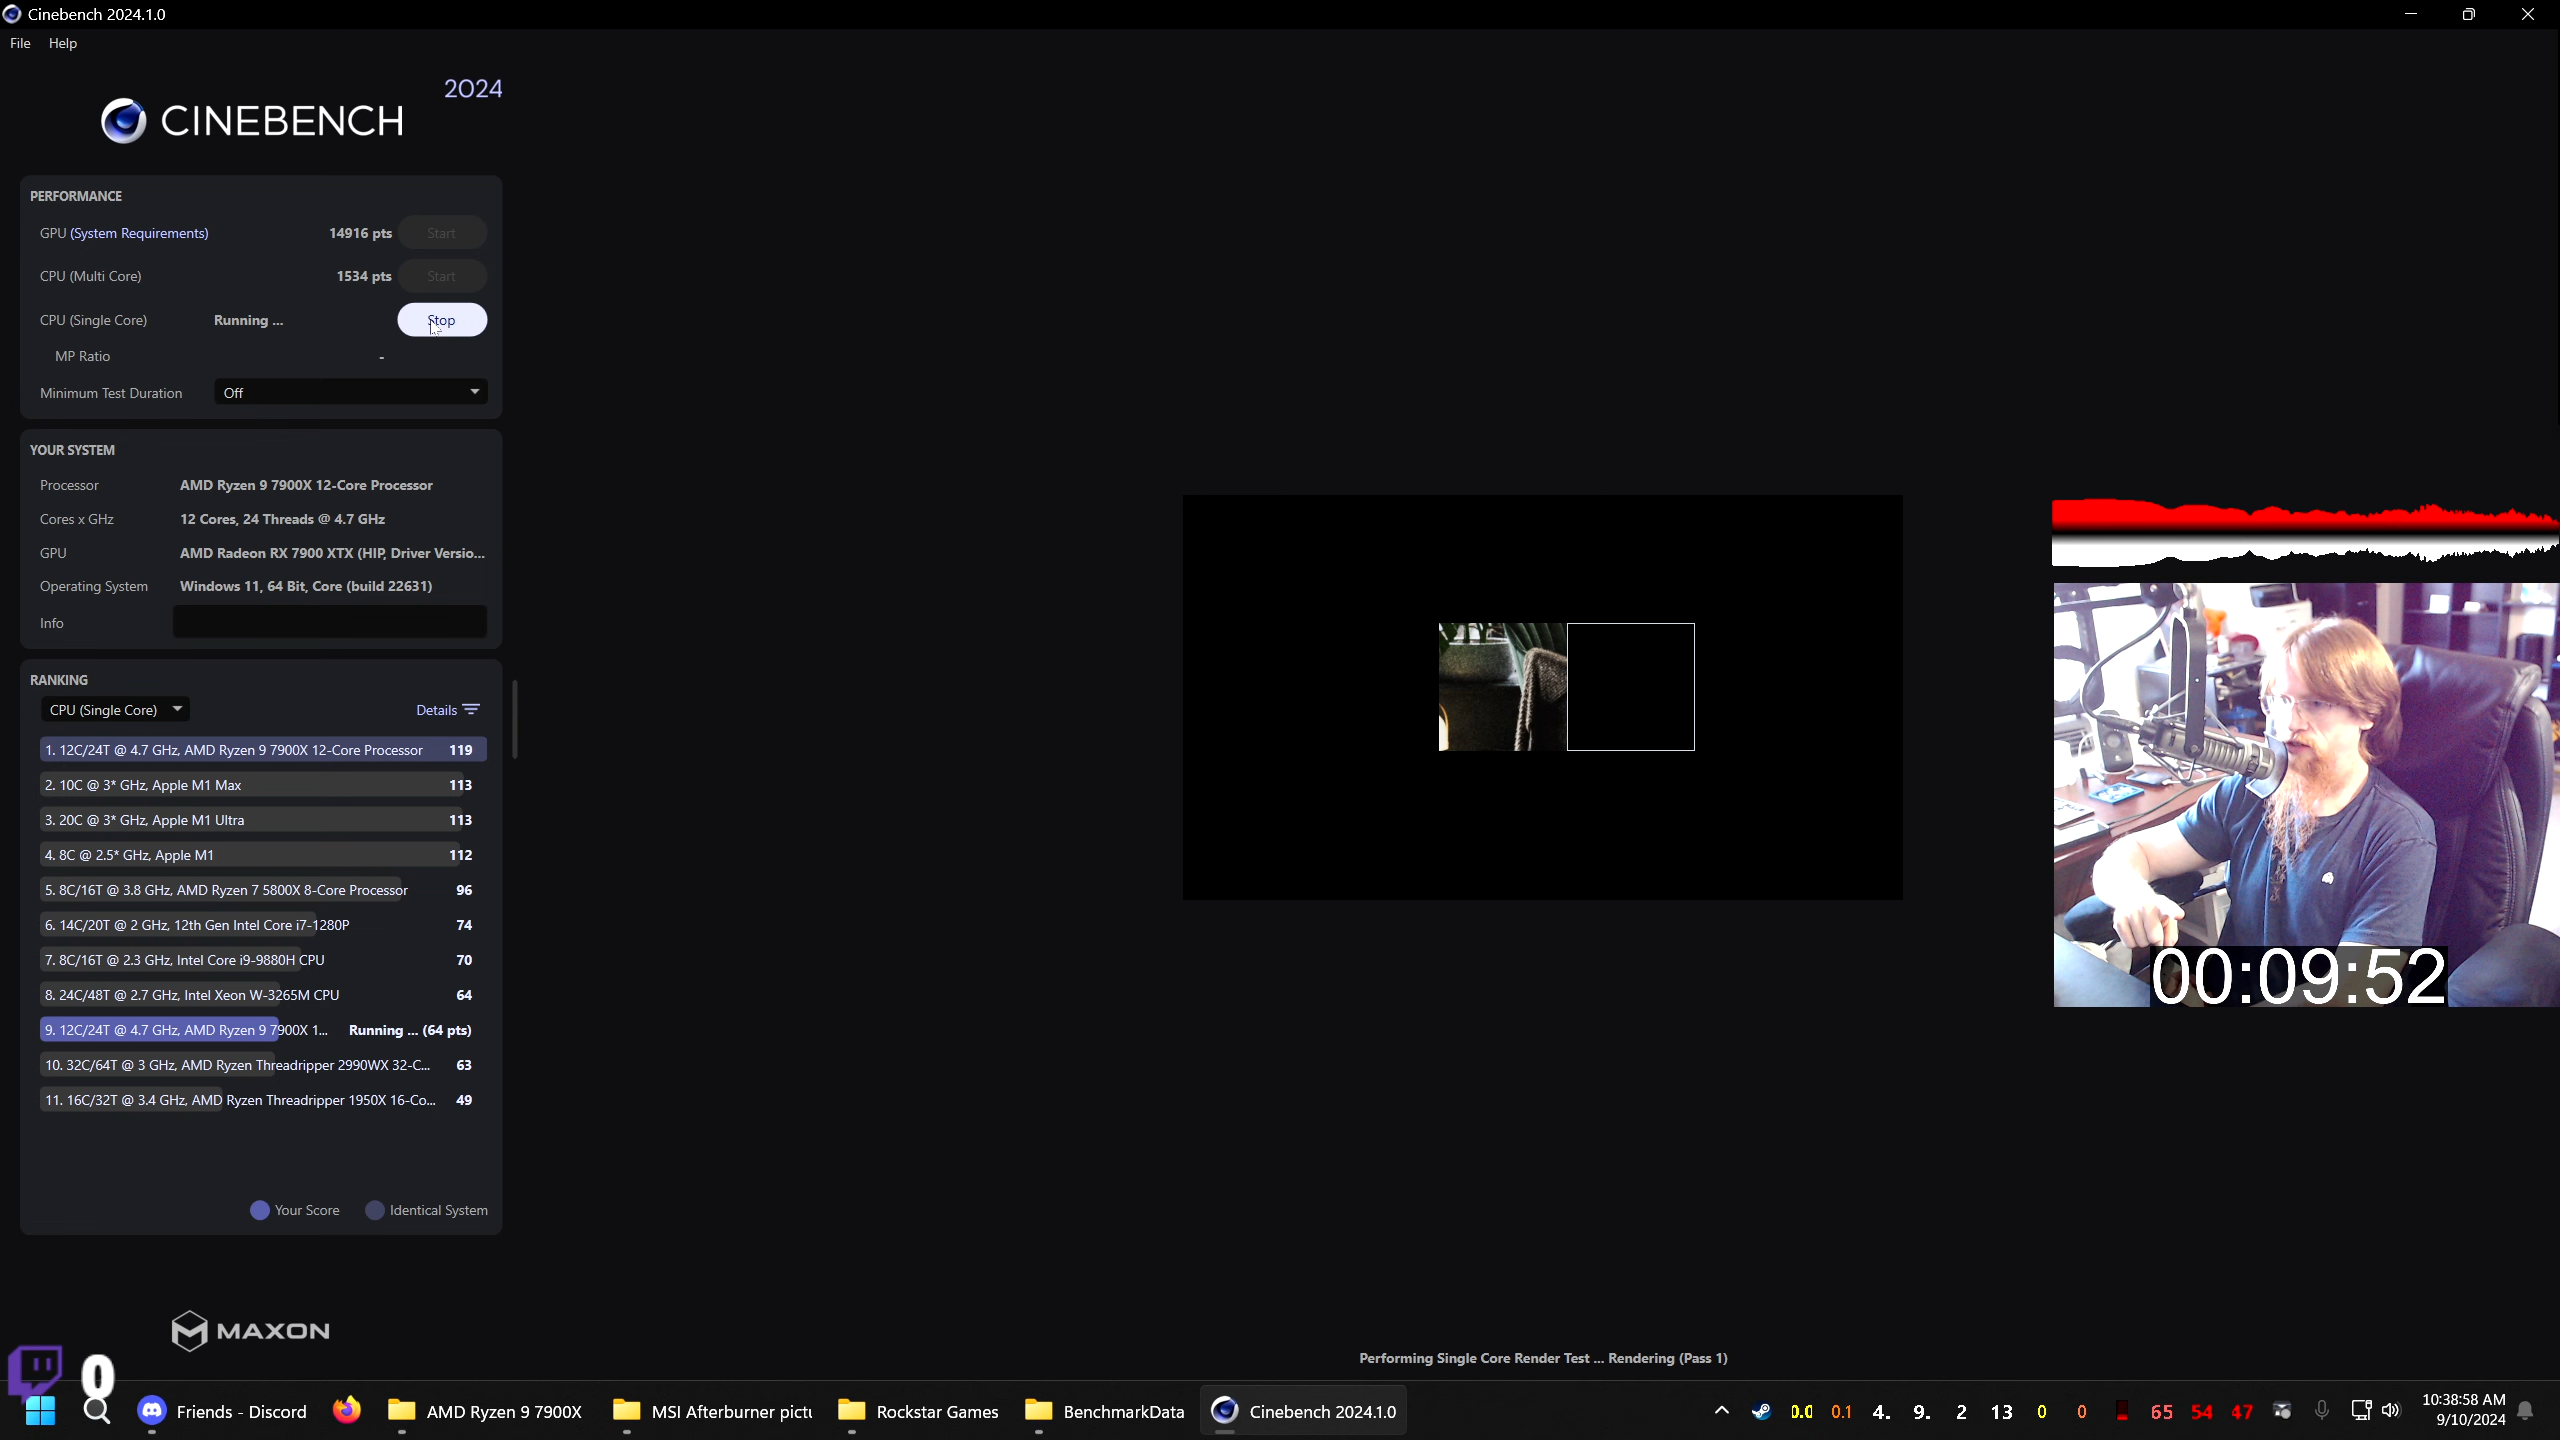 Cinebench 2024.1.0
File Help
2024
CINEBENCH
PERFORMANCE
GPU (System Requirements) 14916 pts Start
CPU (Multi Core) 1534 pts Start
CPU (Single Core) Running ... Stop
MP Ratio -
Minimum Test Duration Off
YOUR SYSTEM
Processor AMD Ryzen 9 7900X 12-Core Processor
Cores x GHz 12 Cores, 24 Threads @ 4.7 GHz
GPU AMD Radeon RX 7900 XTX (HIP, Driver Versio...
Operating System Windows 11, 64 Bit, Core (build 22631)
Info
RANKING
CPU (Single Core) Details
1. 12C/24T @ 4.7 GHz, AMD Ryzen 9 7900X 12-Core Processor 119
2. 10C @ 3* GHz, Apple M1 Max 113
3. 20C @ 3* GHz, Apple M1 Ultra 113
4. 8C @ 2.5* GHz, Apple M1 112
5. 8C/16T @ 3.8 GHz, AMD Ryzen 7 5800X 8-Core Processor 96
6. 14C/20T @ 2 GHz, 12th Gen Intel Core i7-1280P 74
7. 8C/16T @ 2.3 GHz, Intel Core i9-9880H CPU 70
8. 24C/48T @ 2.7 GHz, Intel Xeon W-3265M CPU 64
9. 12C/24T @ 4.7 GHz, AMD Ryzen 9 7900X 1... Running ... (64 pts)
10. 32C/64T @ 3 GHz, AMD Ryzen Threadripper 2990WX 32-C... 63
11. 16C/32T @ 3.4 GHz, AMD Ryzen Threadripper 1950X 16-Co... 49
Your Score Identical System
00:09:52
MAXON
Performing Single Core Render Test ... Rendering (Pass 1)
0
Friends - Discord AMD Ryzen 9 7900X MSI Afterburner pictu Rockstar Games BenchmarkData Cinebench 2024.1.0 0.0 0.1 4. 9. 2 13 0 0 65 54 47 10:38:58 AM
9/10/2024